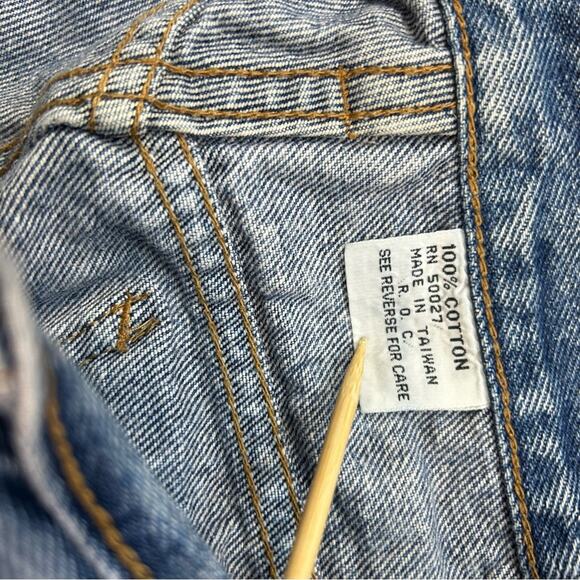 100% COTTON
RN 50027
MADE IN TAIWAN
R. O. C.
SEE REVERSE FOR CARE